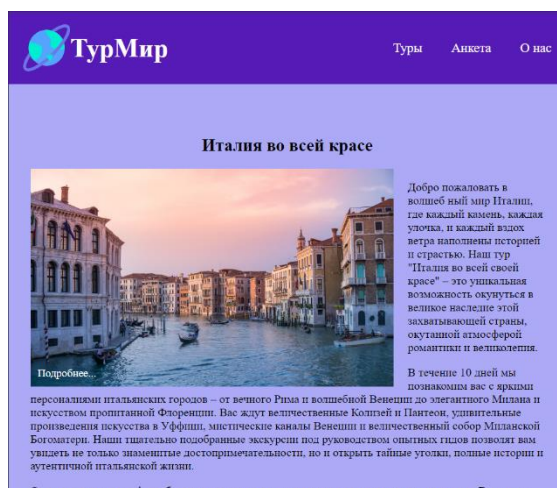 ТурМир
Туры Анкета О нас
Италия во всей красе
Добро пожаловать в
волшеб ный мир Италии,
где каждый камень, каждая
улочка, и каждый вздох
ветра наполнены историей
и страстью. Наш тур
"Италия во всей своей
красе" – это уникальная
возможность окунуться в
великое наследие этой
захватывающей страны,
окутанной атмосферой
романтики и великолепия.
Подробнее...
В течение 10 дней мы
познакомим вас с яркими
персоналиями итальянских городов – от вечного Рима и волшебной Венеции до элегантного Милана и
искусством пропитанной Флоренции. Вас ждут величественные Колизей и Пантеон, удивительные
произведения искусства в Уффици, мистические каналы Венеции и величественный собор Миланской
Богоматери. Наши тщательно подобранные экскурсии под руководством опытных гидов позволят вам
увидеть не только знаменитые достопримечательности, но и открыть тайные уголки, полные истории и
аутентичной итальянской жизни.